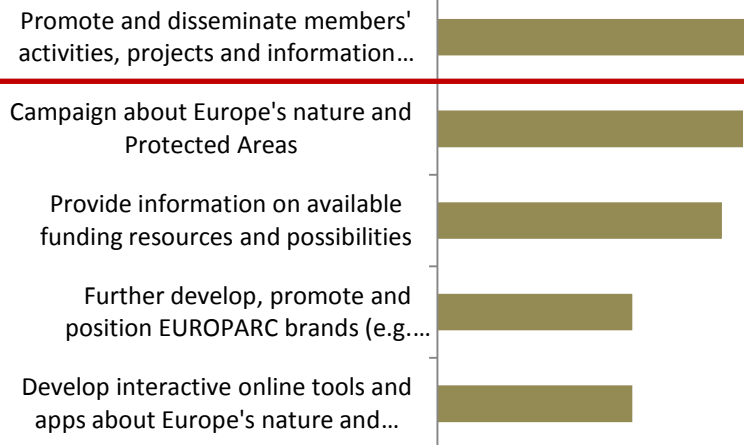 Promote and disseminate members'
activities, projects and information…
Campaign about Europe's nature and
Protected Areas
Provide information on available
funding resources and possibilities
Further develop, promote and
position EUROPARC brands (e.g.…
Develop interactive online tools and
apps about Europe's nature and…